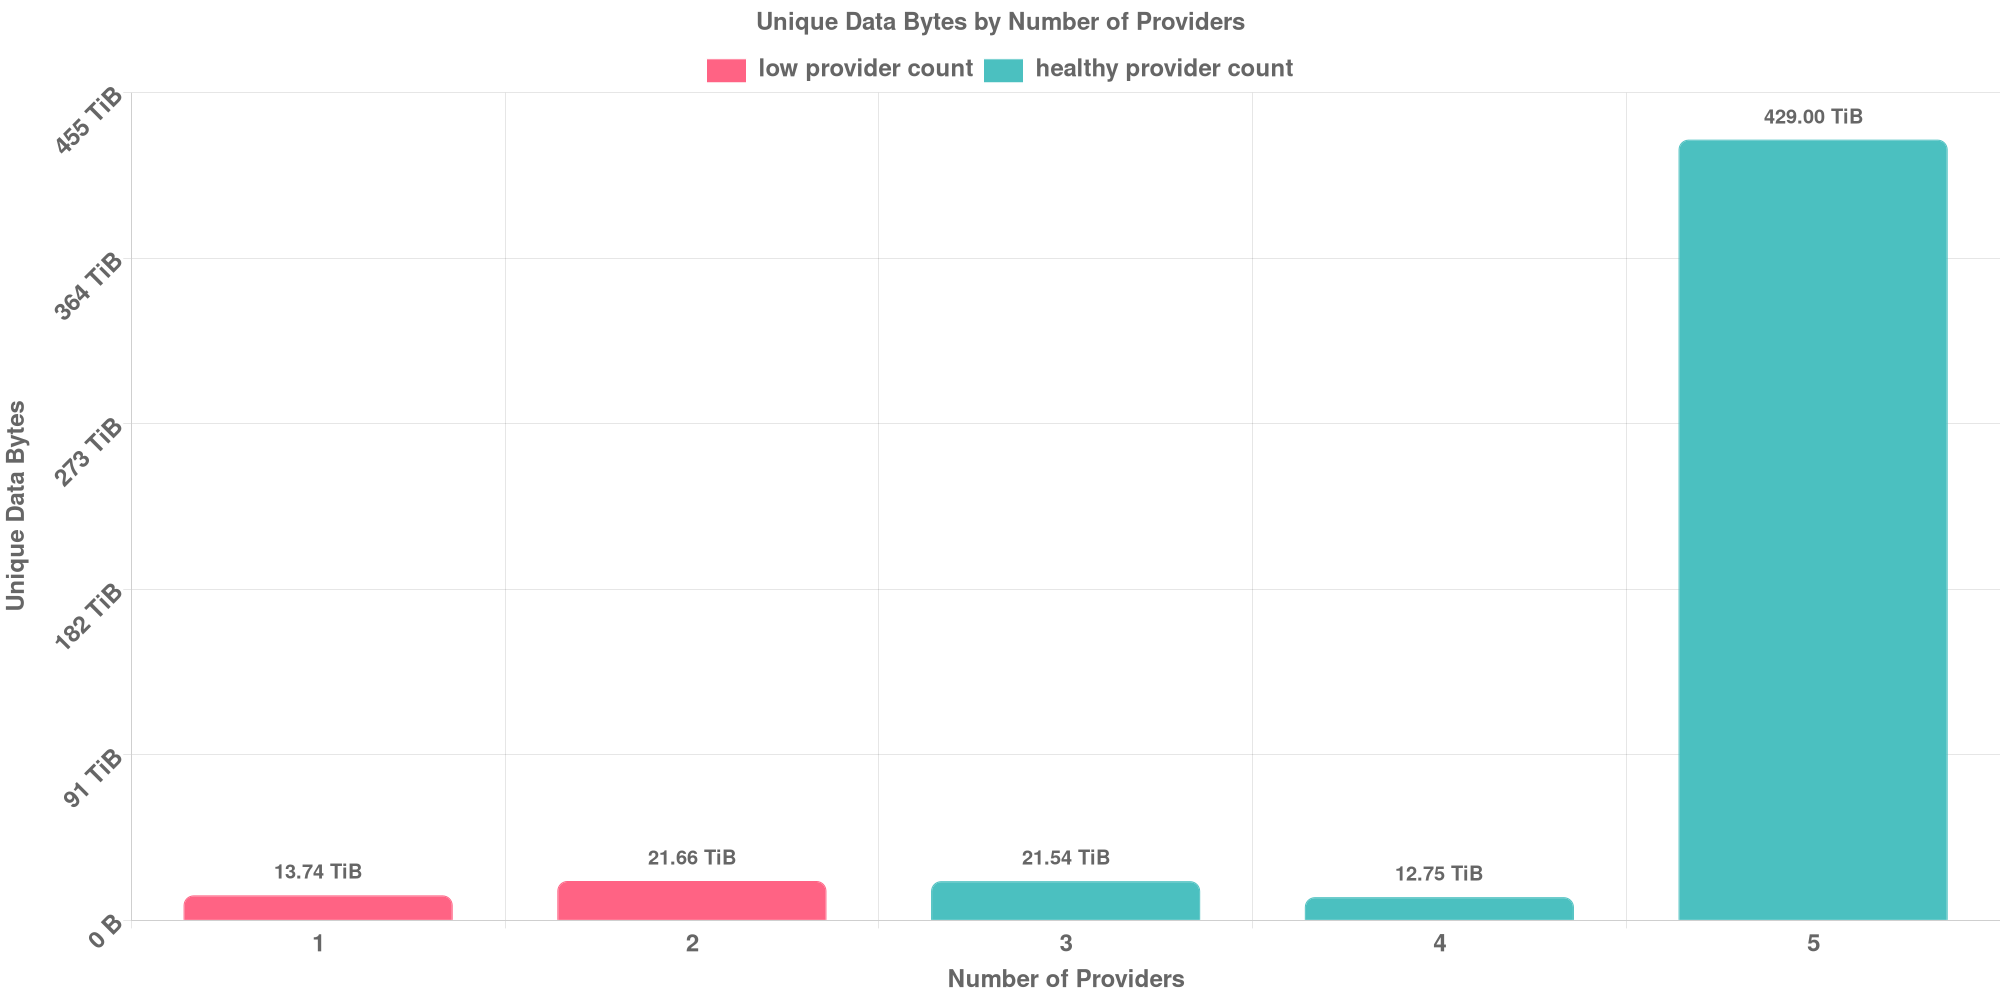 Unique Data Bytes by Number of Providers
low provider count healthy provider count
455 TiB
364 TiB
273 TiB
182 TiB
91 TiB
0 B
Unique Data Bytes
13.74 TiB
21.66 TiB
21.54 TiB
12.75 TiB
429.00 TiB
1 2 3 4 5
Number of Providers